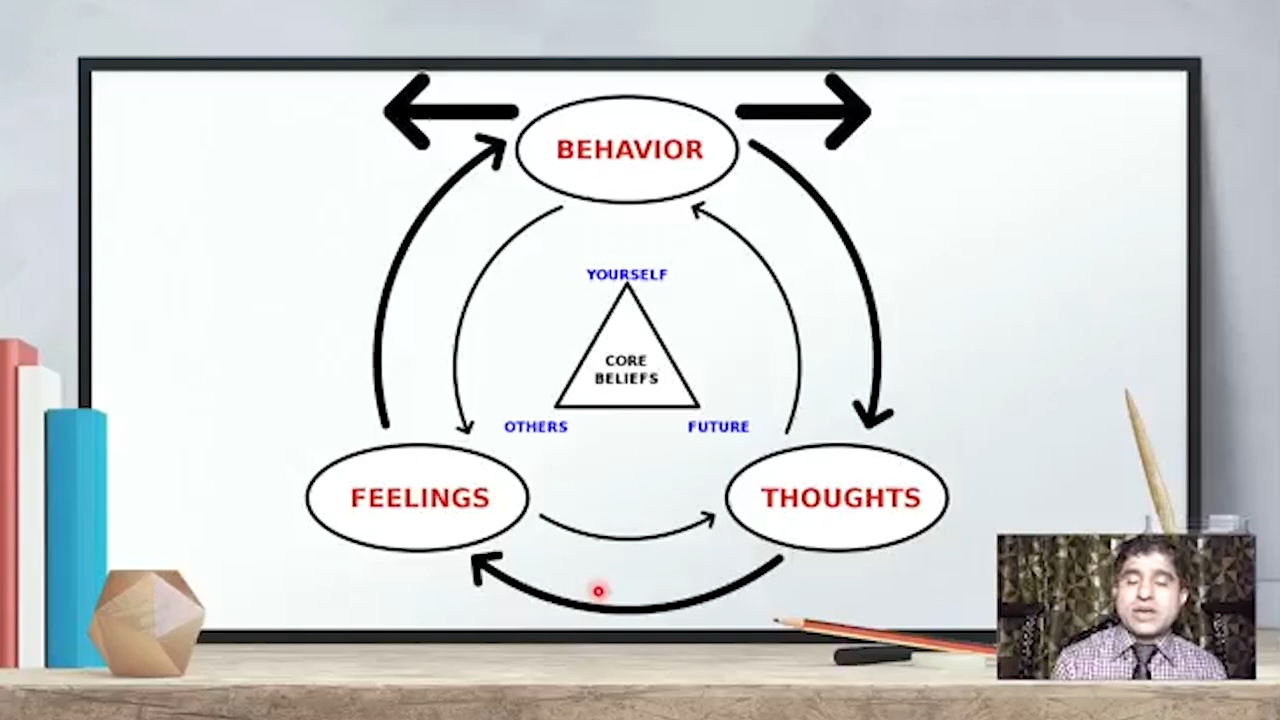 BEHAVIOR
YOURSELF
CORE
BELIEFS
OTHERS
FUTURE
FEELINGS
THOUGHTS